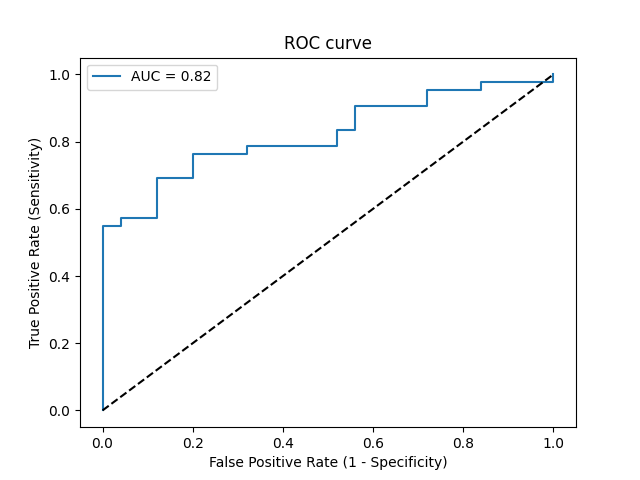 ROC curve
AUC = 0.82
1.0
0.8
0.6
0.4
0.2
0.0
True Positive Rate (Sensitivity)
0.0 0.2 0.4 0.6 0.8 1.0
False Positive Rate (1 - Specificity)